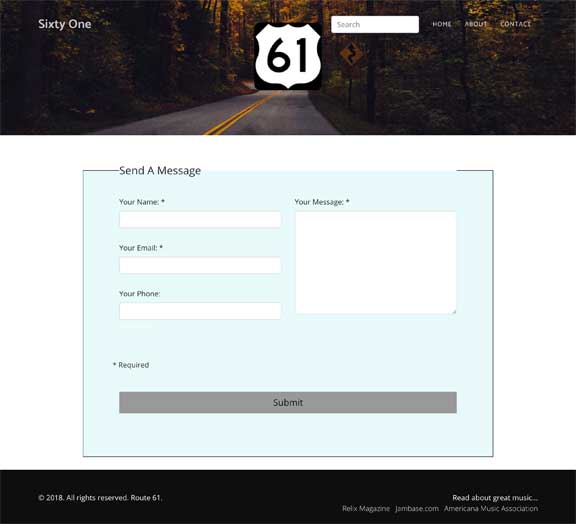 Sixty One
Search
HOME ABOUT CONTACT
61
Send A Message
Your Name: *
Your Message: *
Your Email: *
Your Phone:
* Required
Submit
© 2018. All rights reserved. Route 61.
Read about great music...
Relix Magazine Jambase.com Americana Music Association